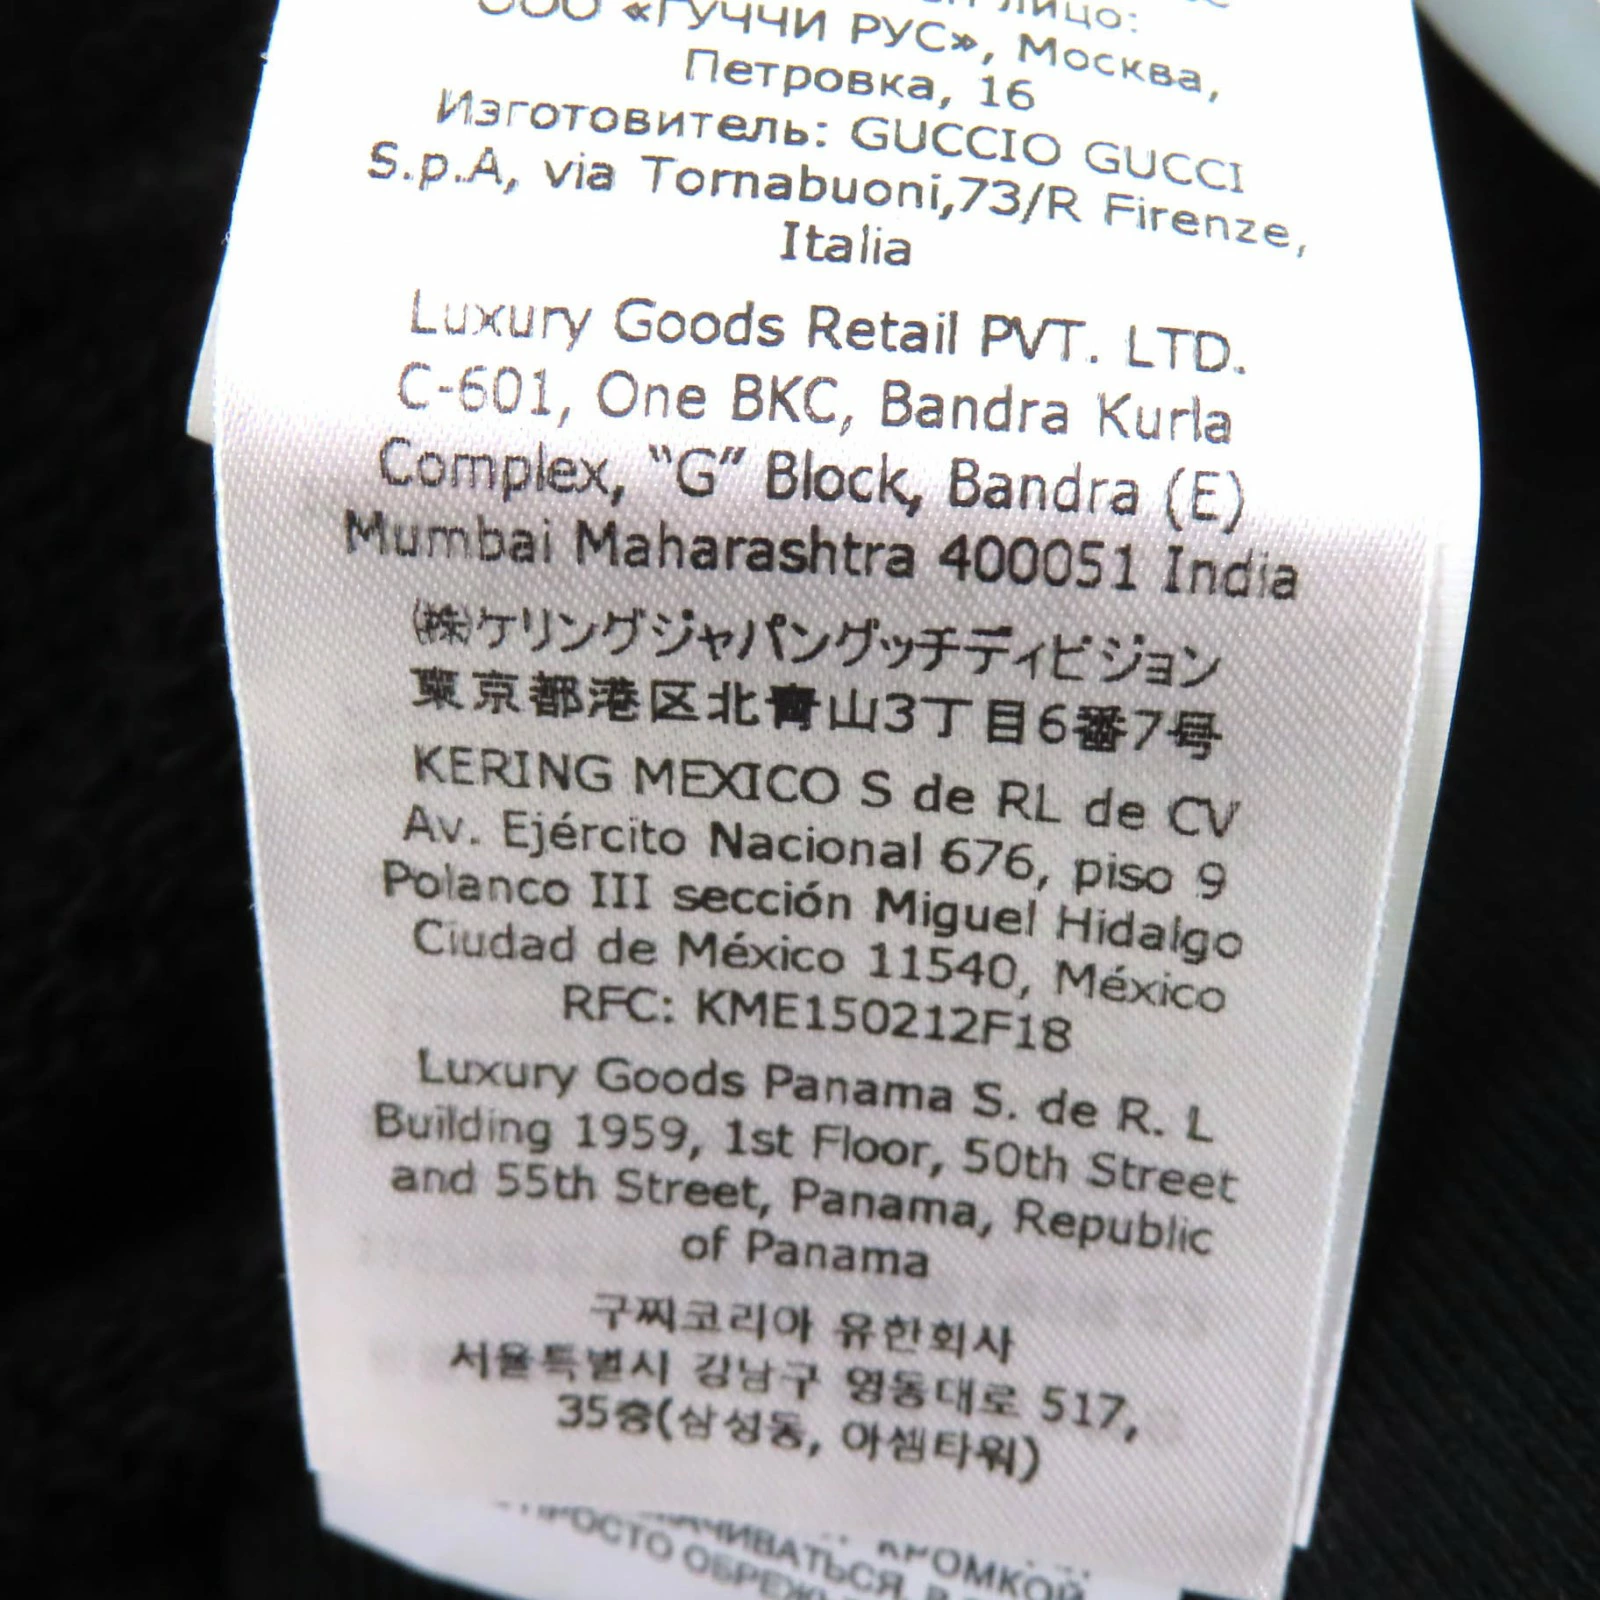 лицо:
ООО «ГУЧЧИ РУС», Москва,
Петровка, 16
Изготовитель: GUCCIO GUCCI
S.p.A, via Tornabuoni,73/R Firenze,
Italia
Luxury Goods Retail PVT. LTD.
C-601, One BKC, Bandra Kurla
Complex, “G” Block, Bandra (E)
Mumbai Maharashtra 400051 India
㈱ケリングジャパングッチディビジョン
東京都港区北青山3丁目6番7号
KERING MEXICO S de RL de CV
Av. Ejército Nacional 676, piso 9
Polanco III sección Miguel Hidalgo
Ciudad de México 11540, México
RFC: KME150212F18
Luxury Goods Panama S. de R. L
Building 1959, 1st Floor, 50th Street
and 55th Street, Panama, Republic
of Panama
구찌코리아 유한회사
서울특별시 강남구 영동대로 517,
35층(삼성동, 아셈타워)
КРОМКОЙ
ПРОСТО